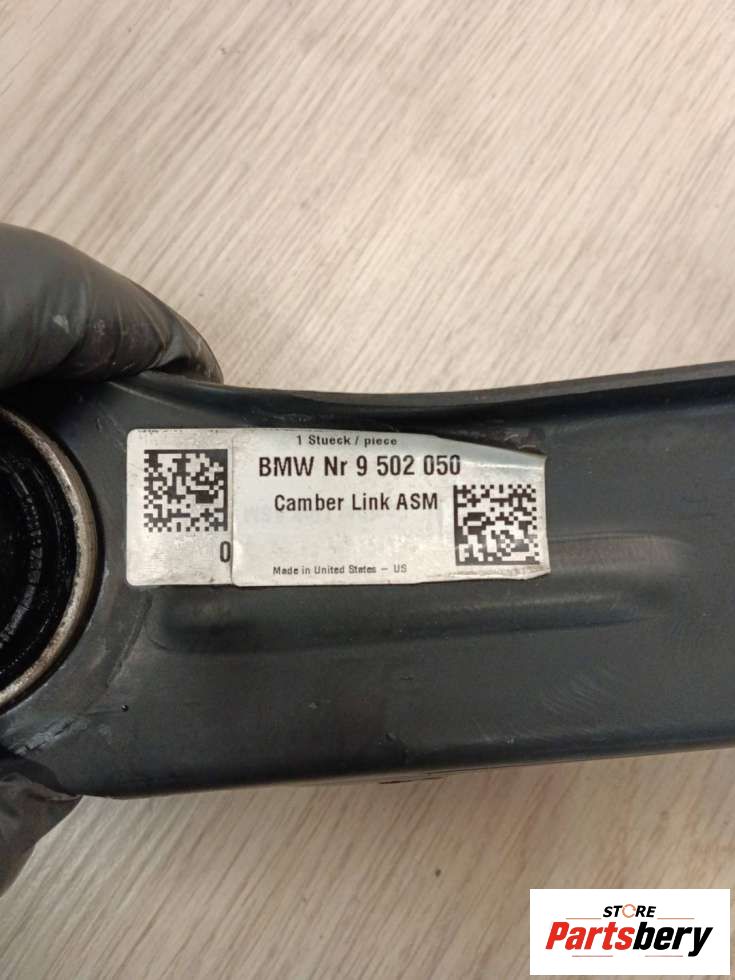 1 Stueck / piece
BMW Nr 9 502 050
Camber Link ASM
0
Made in United States – US
STORE
Partsbery